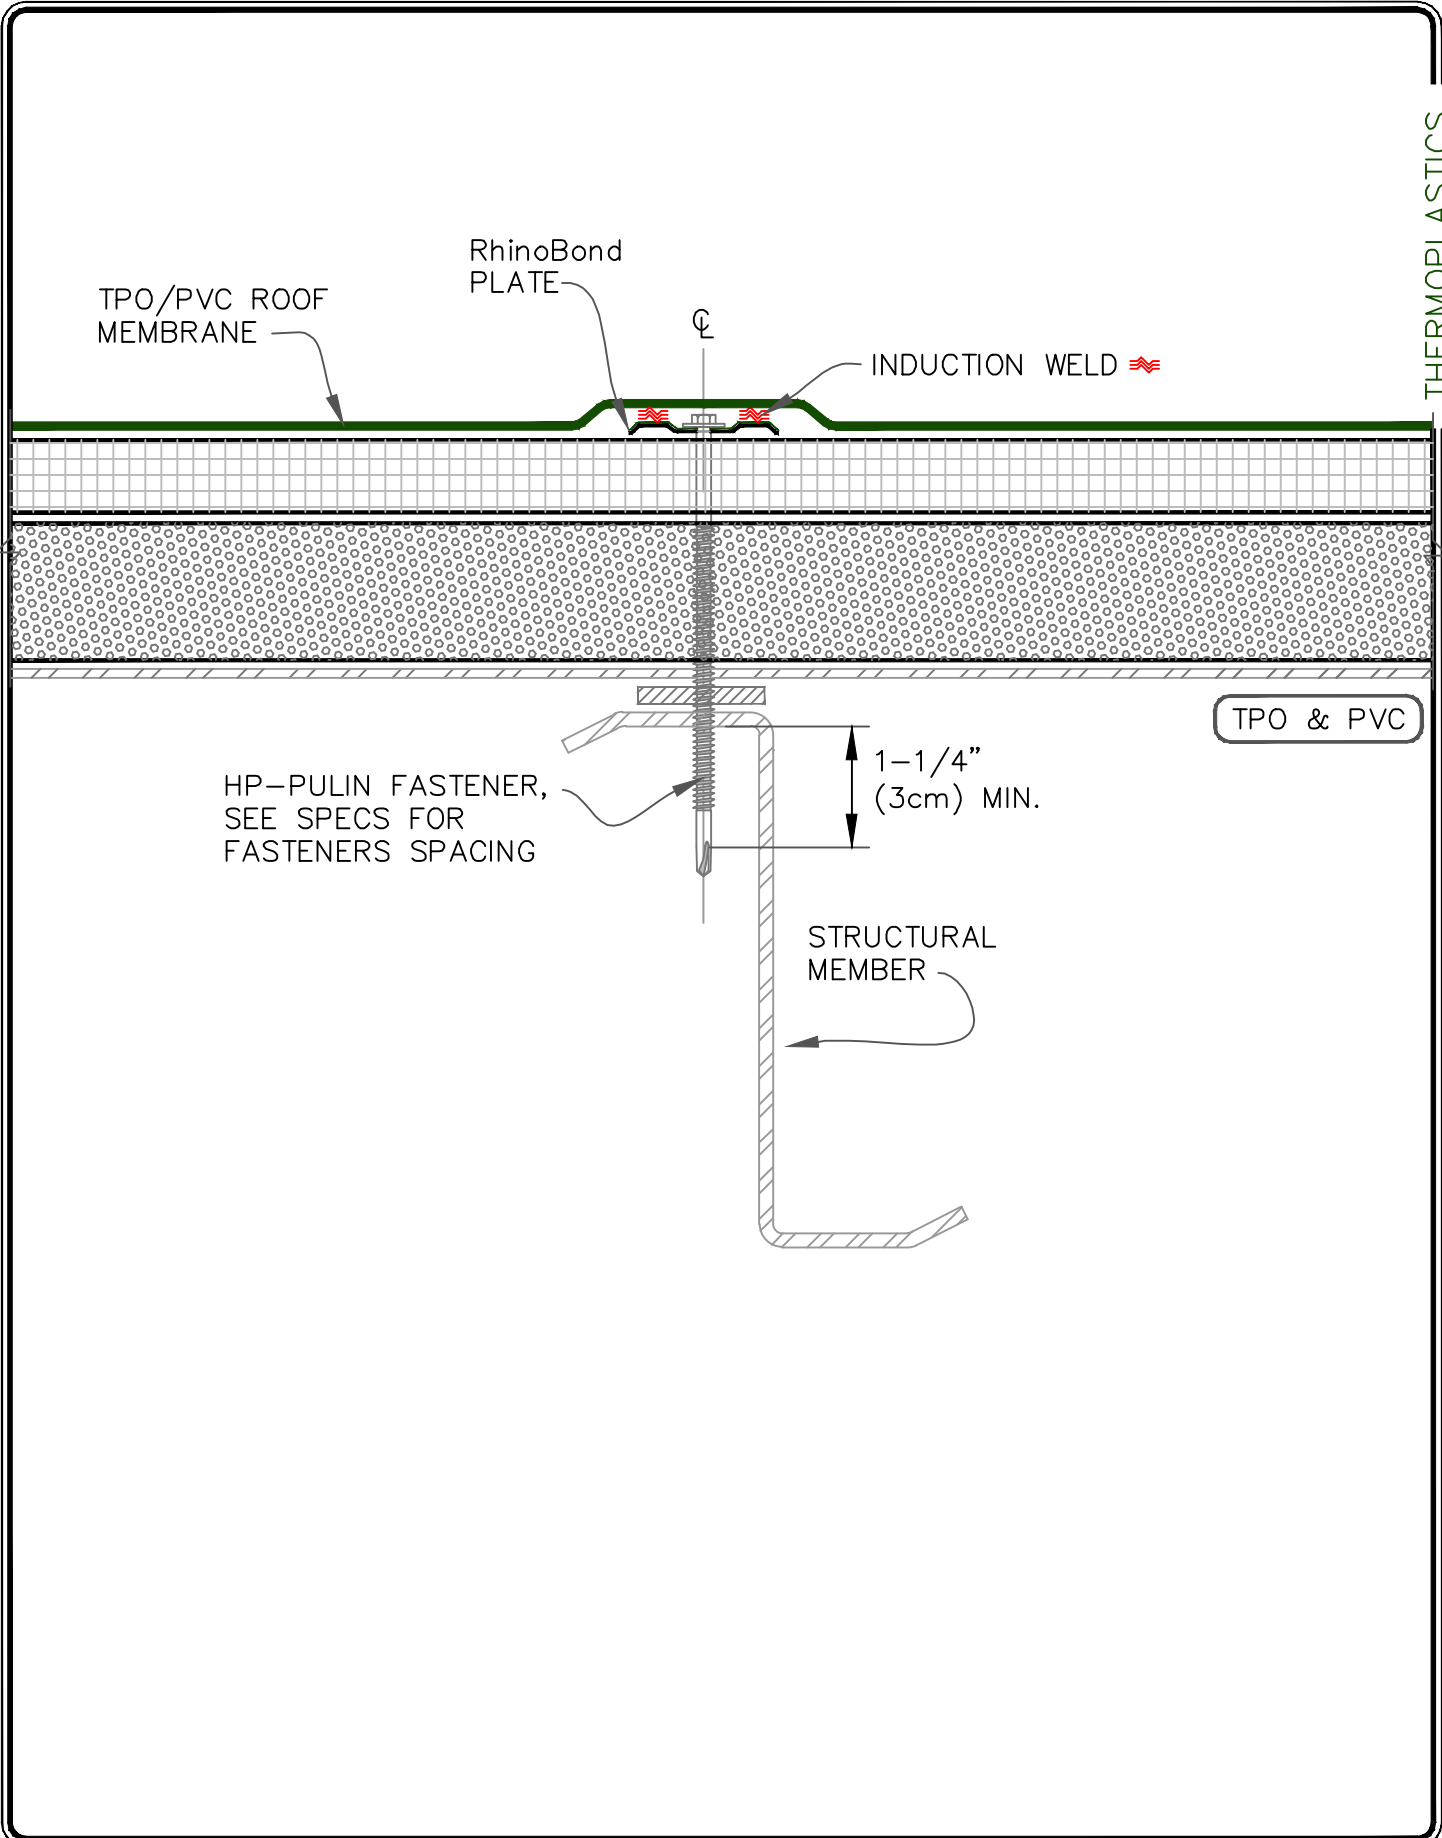 THERMOPLASTICS
RhinoBond
PLATE
TPO/PVC ROOF
MEMBRANE
℄
INDUCTION WELD
TPO & PVC
1-1/4"
(3cm) MIN.
HP-PULIN FASTENER,
SEE SPECS FOR
FASTENERS SPACING
STRUCTURAL
MEMBER